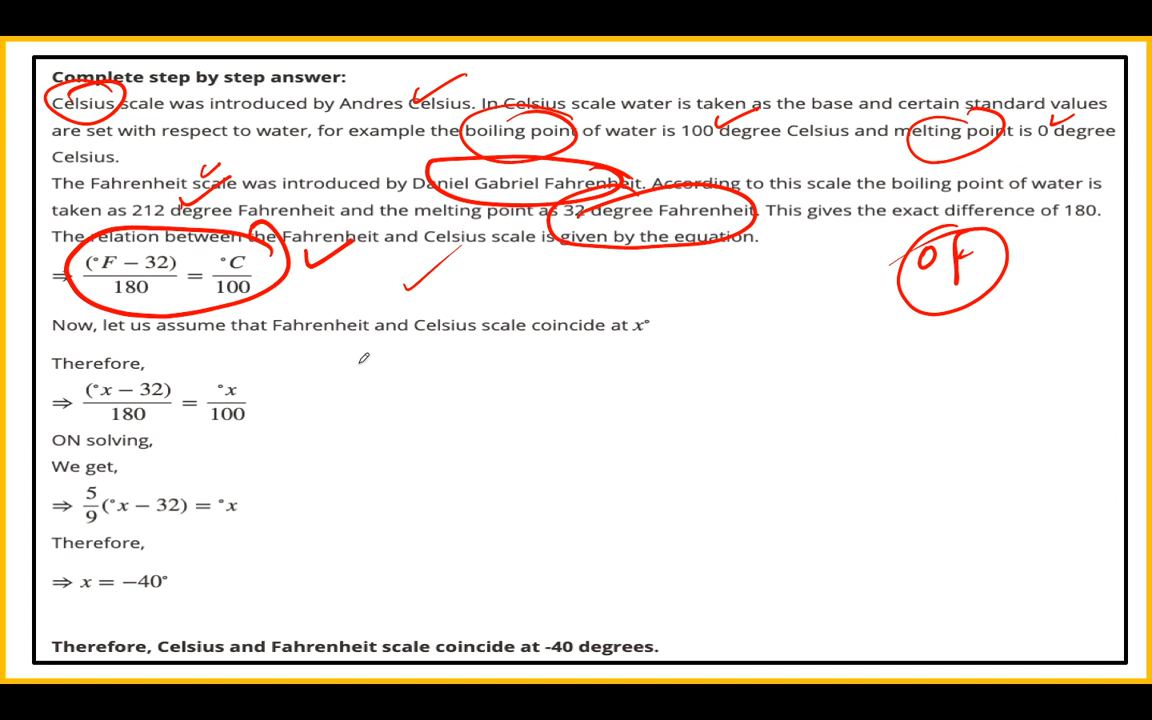 Complete step by step answer:
Celsius scale was introduced by Andres Celsius. In Celsius scale water is taken as the base and certain standard values
are set with respect to water, for example the boiling point of water is 100 degree Celsius and melting point is 0 degree
Celsius.
The Fahrenheit scale was introduced by Daniel Gabriel Fahrenheit. According to this scale the boiling point of water is
taken as 212 degree Fahrenheit and the melting point as 32 degree Fahrenheit. This gives the exact difference of 180.
The relation between the Fahrenheit and Celsius scale is given by the equation.
⇒ (°F − 32)/180 = °C/100
°F
Now, let us assume that Fahrenheit and Celsius scale coincide at x°
Therefore,
⇒ (°x − 32)/180 = °x/100
ON solving,
We get,
⇒ 5/9(°x − 32) = °x
Therefore,
⇒ x = −40°
Therefore, Celsius and Fahrenheit scale coincide at -40 degrees.